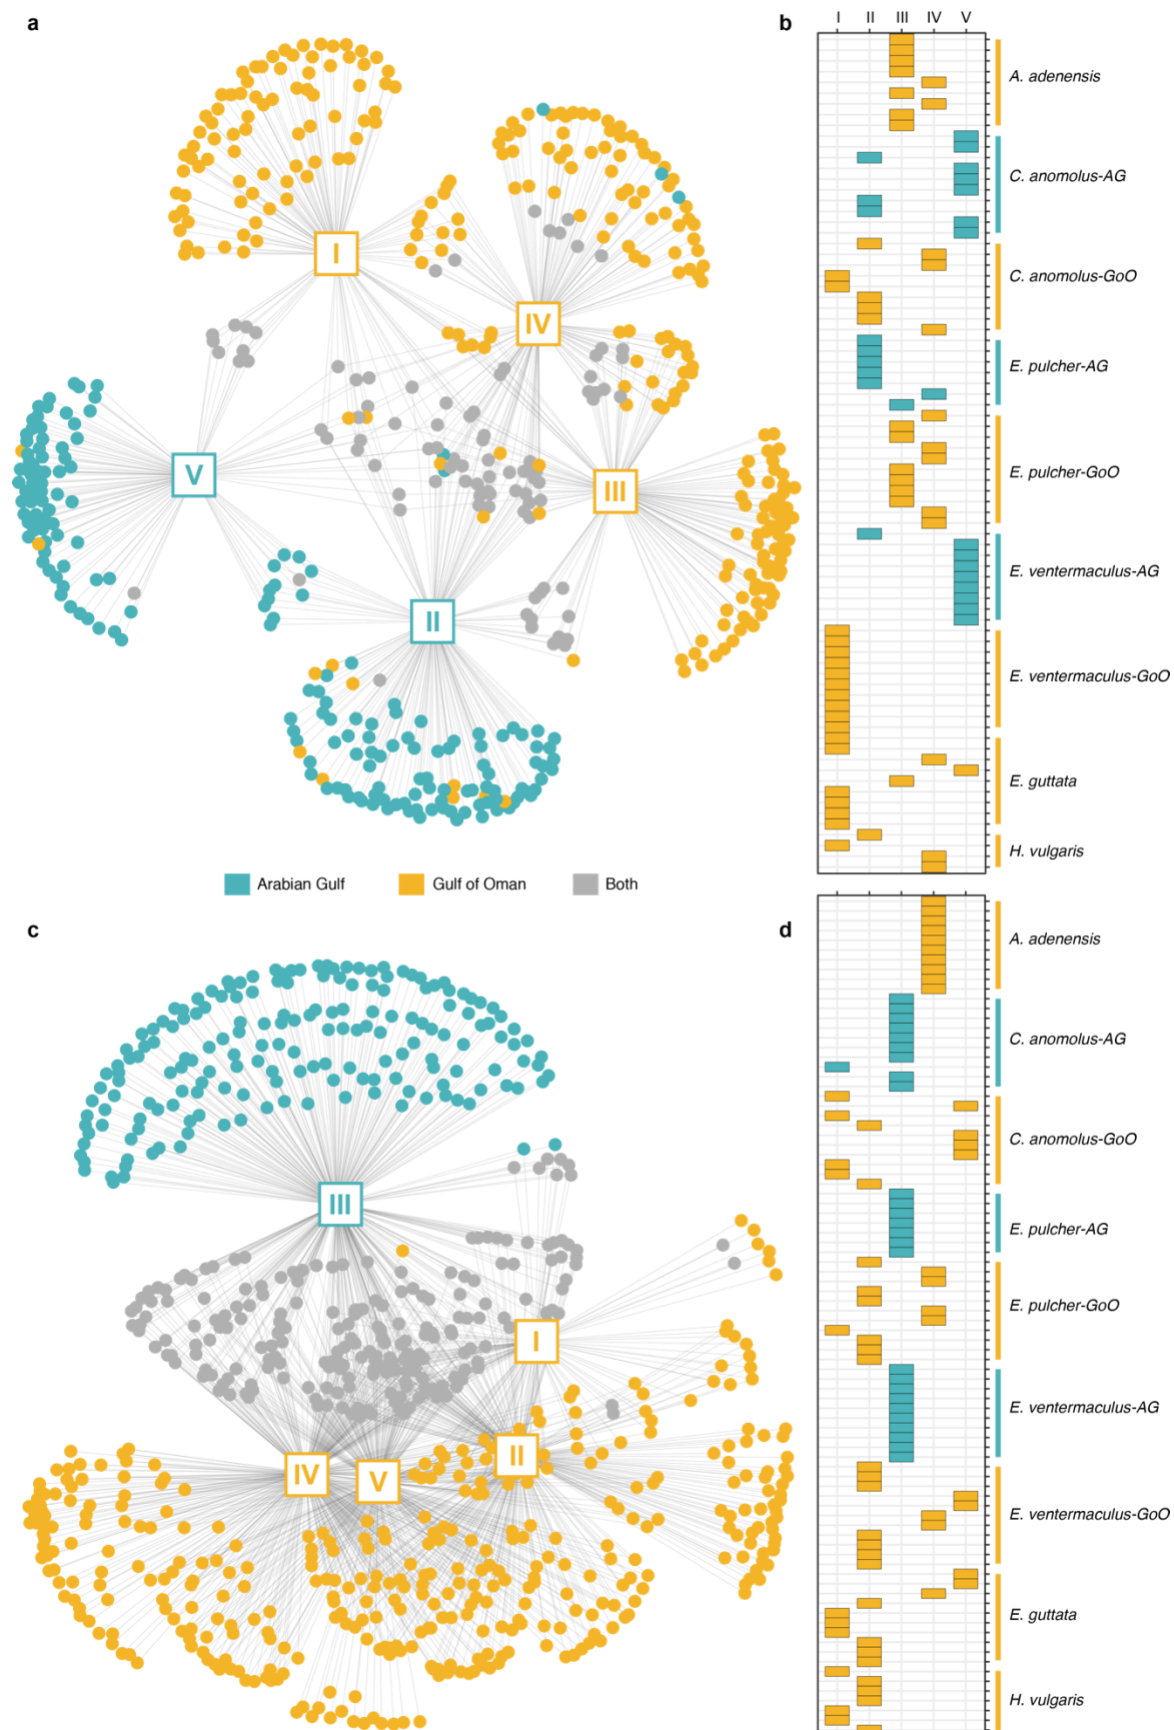 a
b
I II III IV V
A. adenensis
C. anomolus-AG
C. anomolus-GoO
E. pulcher-AG
E. pulcher-GoO
E. ventermaculus-AG
E. ventermaculus-GoO
E. guttata
H. vulgaris
I
IV
V
III
II
Arabian Gulf Gulf of Oman Both
c
d
A. adenensis
C. anomolus-AG
C. anomolus-GoO
E. pulcher-AG
E. pulcher-GoO
E. ventermaculus-AG
E. ventermaculus-GoO
E. guttata
H. vulgaris
III
I
II
IV
V